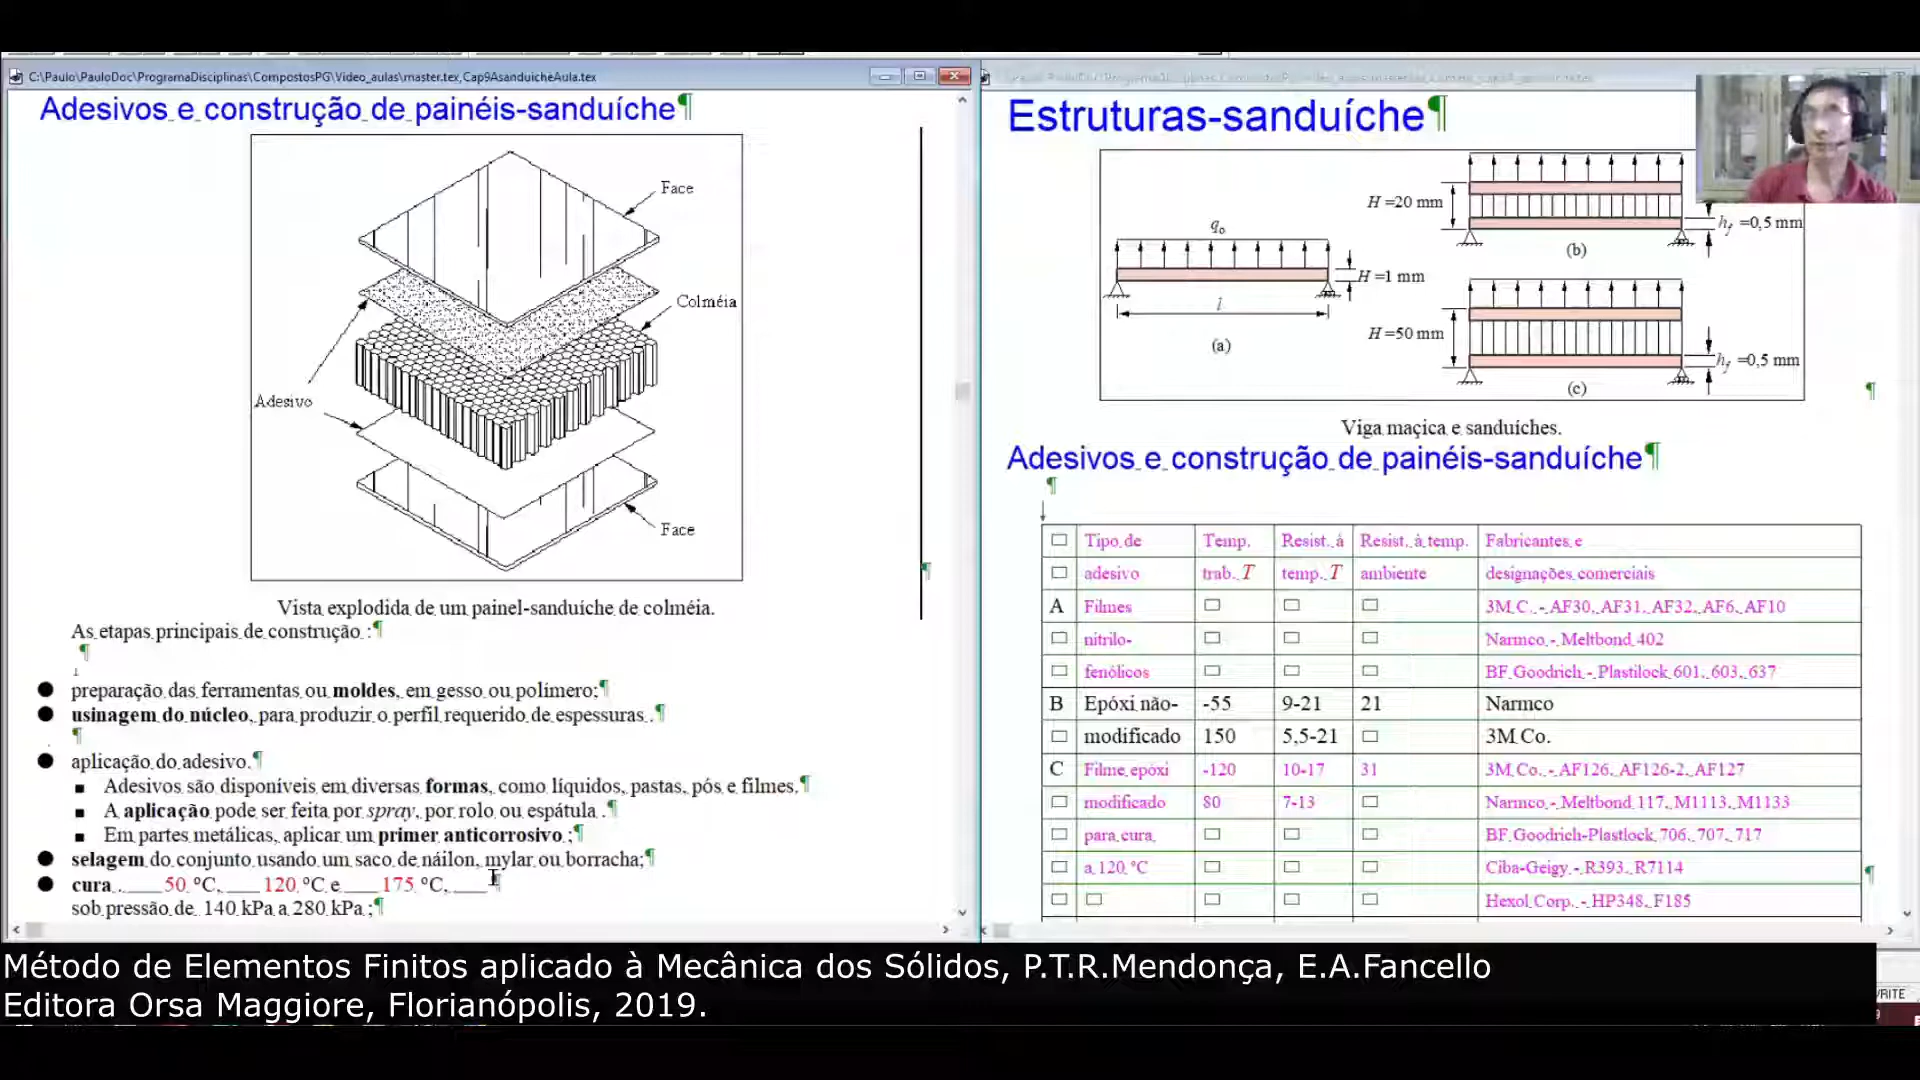 C:\Paulo\PauloDoc\ProgramaDisciplinas\CompostosPG\Video_aulas\master.tex,Cap9AsanduicheAula.tex
Adesivos e construção de painéis-sanduíche¶
Face
Colméia
Adesivo
Face
Vista explodida de um painel-sanduíche de colméia.
As etapas principais de construção :¶
¶
preparação das ferramentas ou moldes, em gesso ou polímero;¶
usinagem do núcleo, para produzir o perfil requerido de espessuras .¶
¶
aplicação do adesivo.¶
Adesivos são disponíveis em diversas formas, como líquidos, pastas, pós e filmes.¶
A aplicação pode ser feita por spray, por rolo ou espátula .¶
Em partes metálicas, aplicar um primer anticorrosivo ;¶
selagem do conjunto usando um saco de náilon, mylar ou borracha;¶
cura , ___ 50 °C, ___ 120 °C e ___ 175 °C, ___¶
sob pressão de 140 kPa a 280 kPa ;¶
Estruturas-sanduíche¶
q₀
H =1 mm
l
(a)
H =20 mm
h_f =0,5 mm
(b)
H =50 mm
h_f =0,5 mm
(c)
¶
Viga maçica e sanduíches.
Adesivos e construção de painéis-sanduíche¶
¶
Tipo de Temp. Resist. à Resist. à temp. Fabricantes e
adesivo trab. T temp. T ambiente designações comerciais
A Filmes 3M C. - AF30, AF31, AF32, AF6, AF10
nitrilo- Narmco - Meltbond 402
fenólicos BF Goodrich - Plastilock 601, 603, 637
B Epóxi não- -55 9-21 21 Narmco
modificado 150 5,5-21 3M Co.
C Filme epóxi -120 10-17 31 3M Co. - AF126, AF126-2, AF127
modificado 80 7-13 Narmco - Meltbond 117, M1113, M1133
para cura BF Goodrich-Plastlock 706, 707, 717
a 120 °C Ciba-Geigy - R393, R7114
Hexol Corp. - HP348, F185
Método de Elementos Finitos aplicado à Mecânica dos Sólidos, P.T.R.Mendonça, E.A.Fancello
Editora Orsa Maggiore, Florianópolis, 2019.